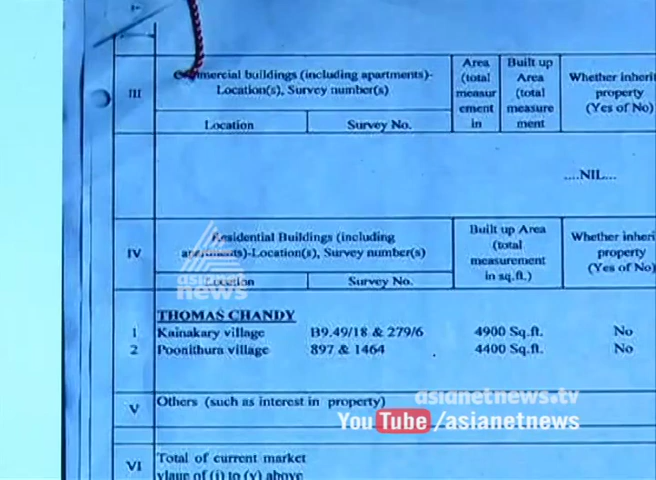 III
Commercial buildings (including apartments)-
Location(s), Survey number(s)
Location
Survey No.
Area
(total
measur
ement
in
Built up
Area
(total
measure
ment
Whether inherit
property
(Yes of No)
....NIL...
IV
Residential Buildings (including
apartments)-Location(s), Survey number(s)
Location
Survey No.
Built up Area
(total
measurement
in sq.ft.)
Whether inheri
property
(Yes of No)
asianet
news
THOMAS CHANDY
1 Kainakary village B9.49/18 & 279/6 4900 Sq.ft. No
2 Poonithura village 897 & 1464 4400 Sq.ft. No
V Others (such as interest in property)
asianetnews.tv
YouTube /asianetnews
VI Total of current market
vlaue of (i) to (v) above